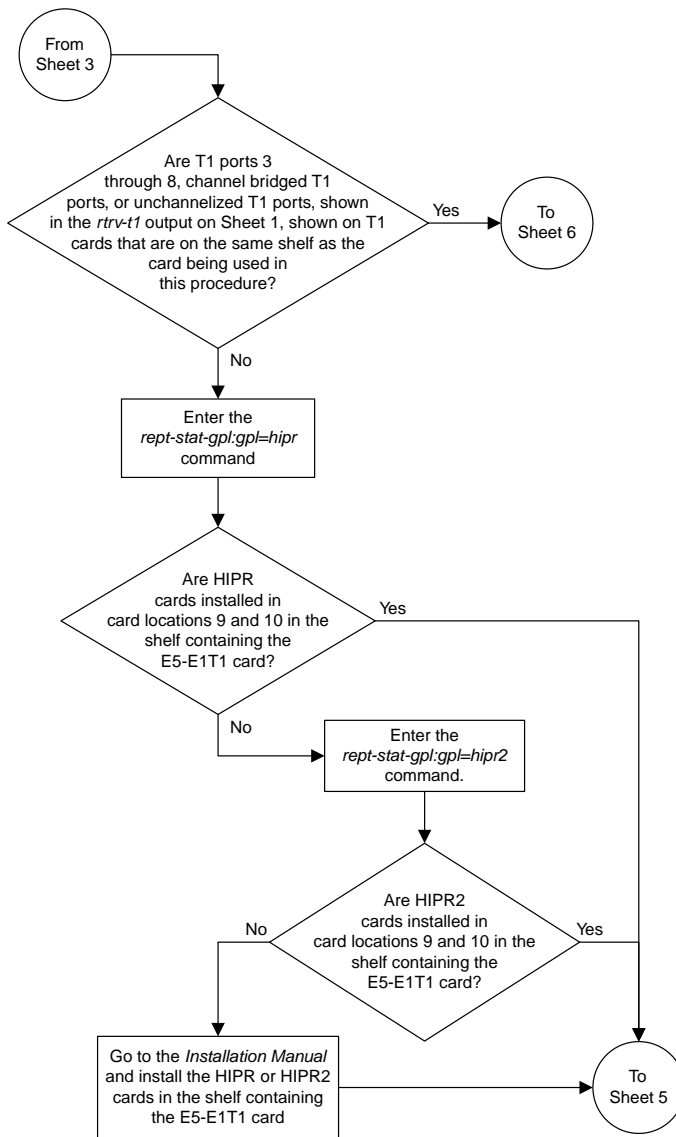 From
Sheet 3
Are T1 ports 3
through 8, channel bridged T1
ports, or unchannelized T1 ports, shown
in the rtrv-t1 output on Sheet 1, shown on T1
cards that are on the same shelf as the
card being used in
this procedure?
Yes
To
Sheet 6
No
Enter the
rept-stat-gpl:gpl=hipr
command
Are HIPR
cards installed in
card locations 9 and 10 in the
shelf containing the
E5-E1T1 card?
Yes
No
Enter the
rept-stat-gpl:gpl=hipr2
command.
Are HIPR2
cards installed in
card locations 9 and 10 in the
shelf containing the
E5-E1T1 card?
No
Yes
Go to the Installation Manual
and install the HIPR or HIPR2
cards in the shelf containing
the E5-E1T1 card
To
Sheet 5